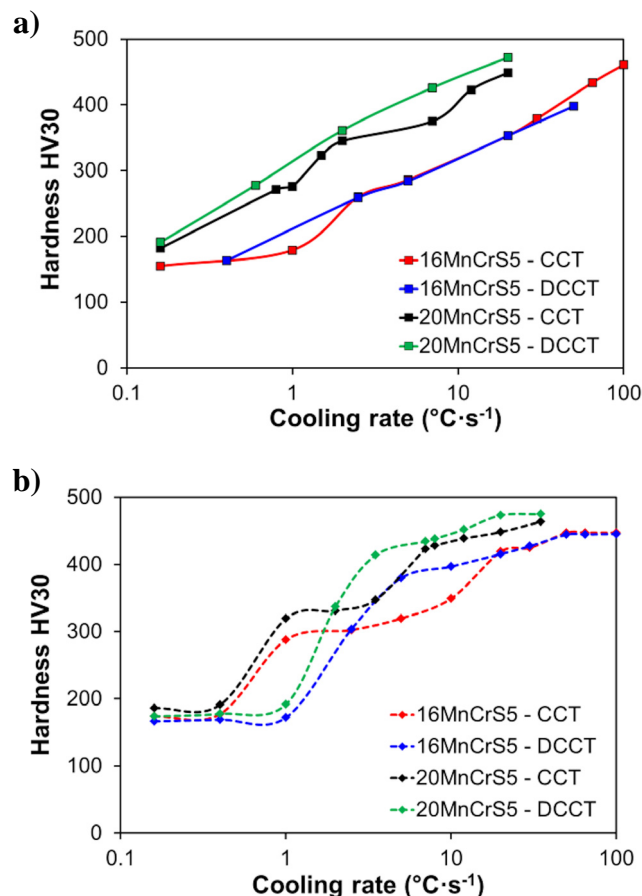 a)
500
400
300
200
100
0
Hardness HV30
16MnCrS5 - CCT
16MnCrS5 - DCCT
20MnCrS5 - CCT
20MnCrS5 - DCCT
0.1 1 10 100
Cooling rate (°C·s⁻¹)
b)
500
400
300
200
100
0
Hardness HV30
16MnCrS5 - CCT
16MnCrS5 - DCCT
20MnCrS5 - CCT
20MnCrS5 - DCCT
0.1 1 10 100
Cooling rate (°C·s⁻¹)